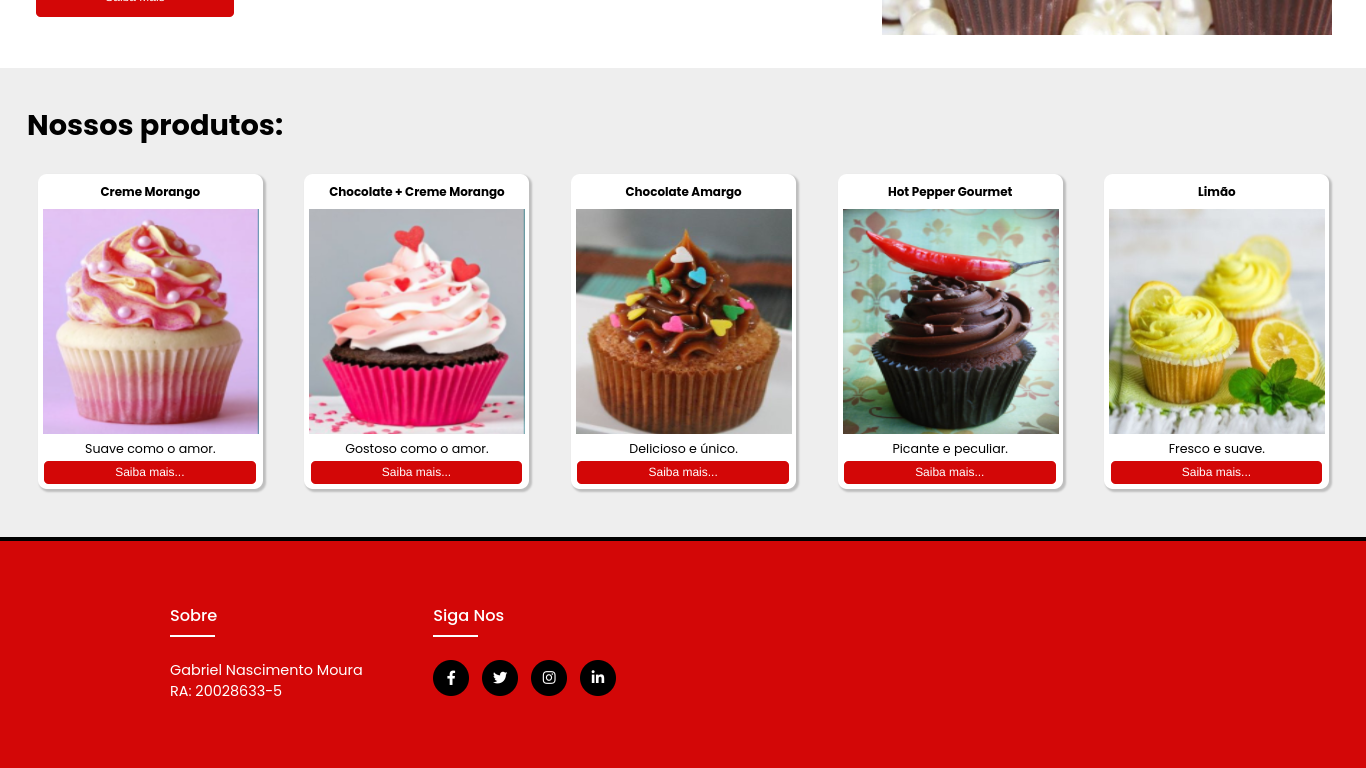 Saiba mais
Nossos produtos:
Creme Morango
Chocolate + Creme Morango
Chocolate Amargo
Hot Pepper Gourmet
Limão
Suave como o amor.
Gostoso como o amor.
Delicioso e único.
Picante e peculiar.
Fresco e suave.
Saiba mais...
Saiba mais...
Saiba mais...
Saiba mais...
Saiba mais...
Sobre
Siga Nos
Gabriel Nascimento Moura
RA: 20028633-5